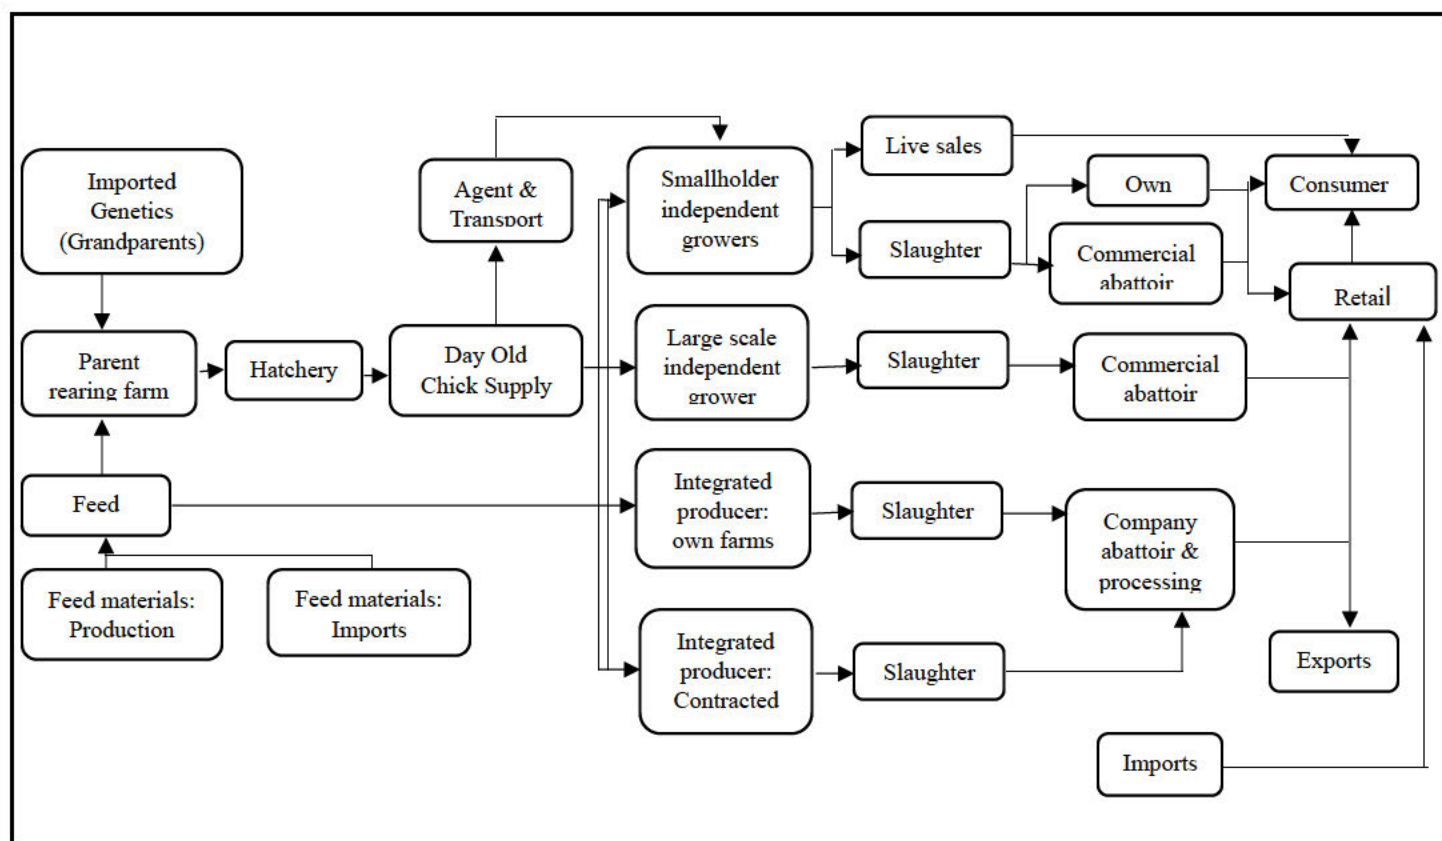 Imported
Genetics
(Grandparents)
Parent
rearing farm
Feed
Feed materials:
Production
Feed materials:
Imports
Hatchery
Day Old
Chick Supply
Agent &
Transport
Smallholder
independent
growers
Large scale
independent
grower
Integrated
producer:
own farms
Integrated
producer:
Contracted
Live sales
Slaughter
Slaughter
Slaughter
Slaughter
Own
Commercial
abattoir
Commercial
abattoir
Company
abattoir &
processing
Consumer
Retail
Exports
Imports